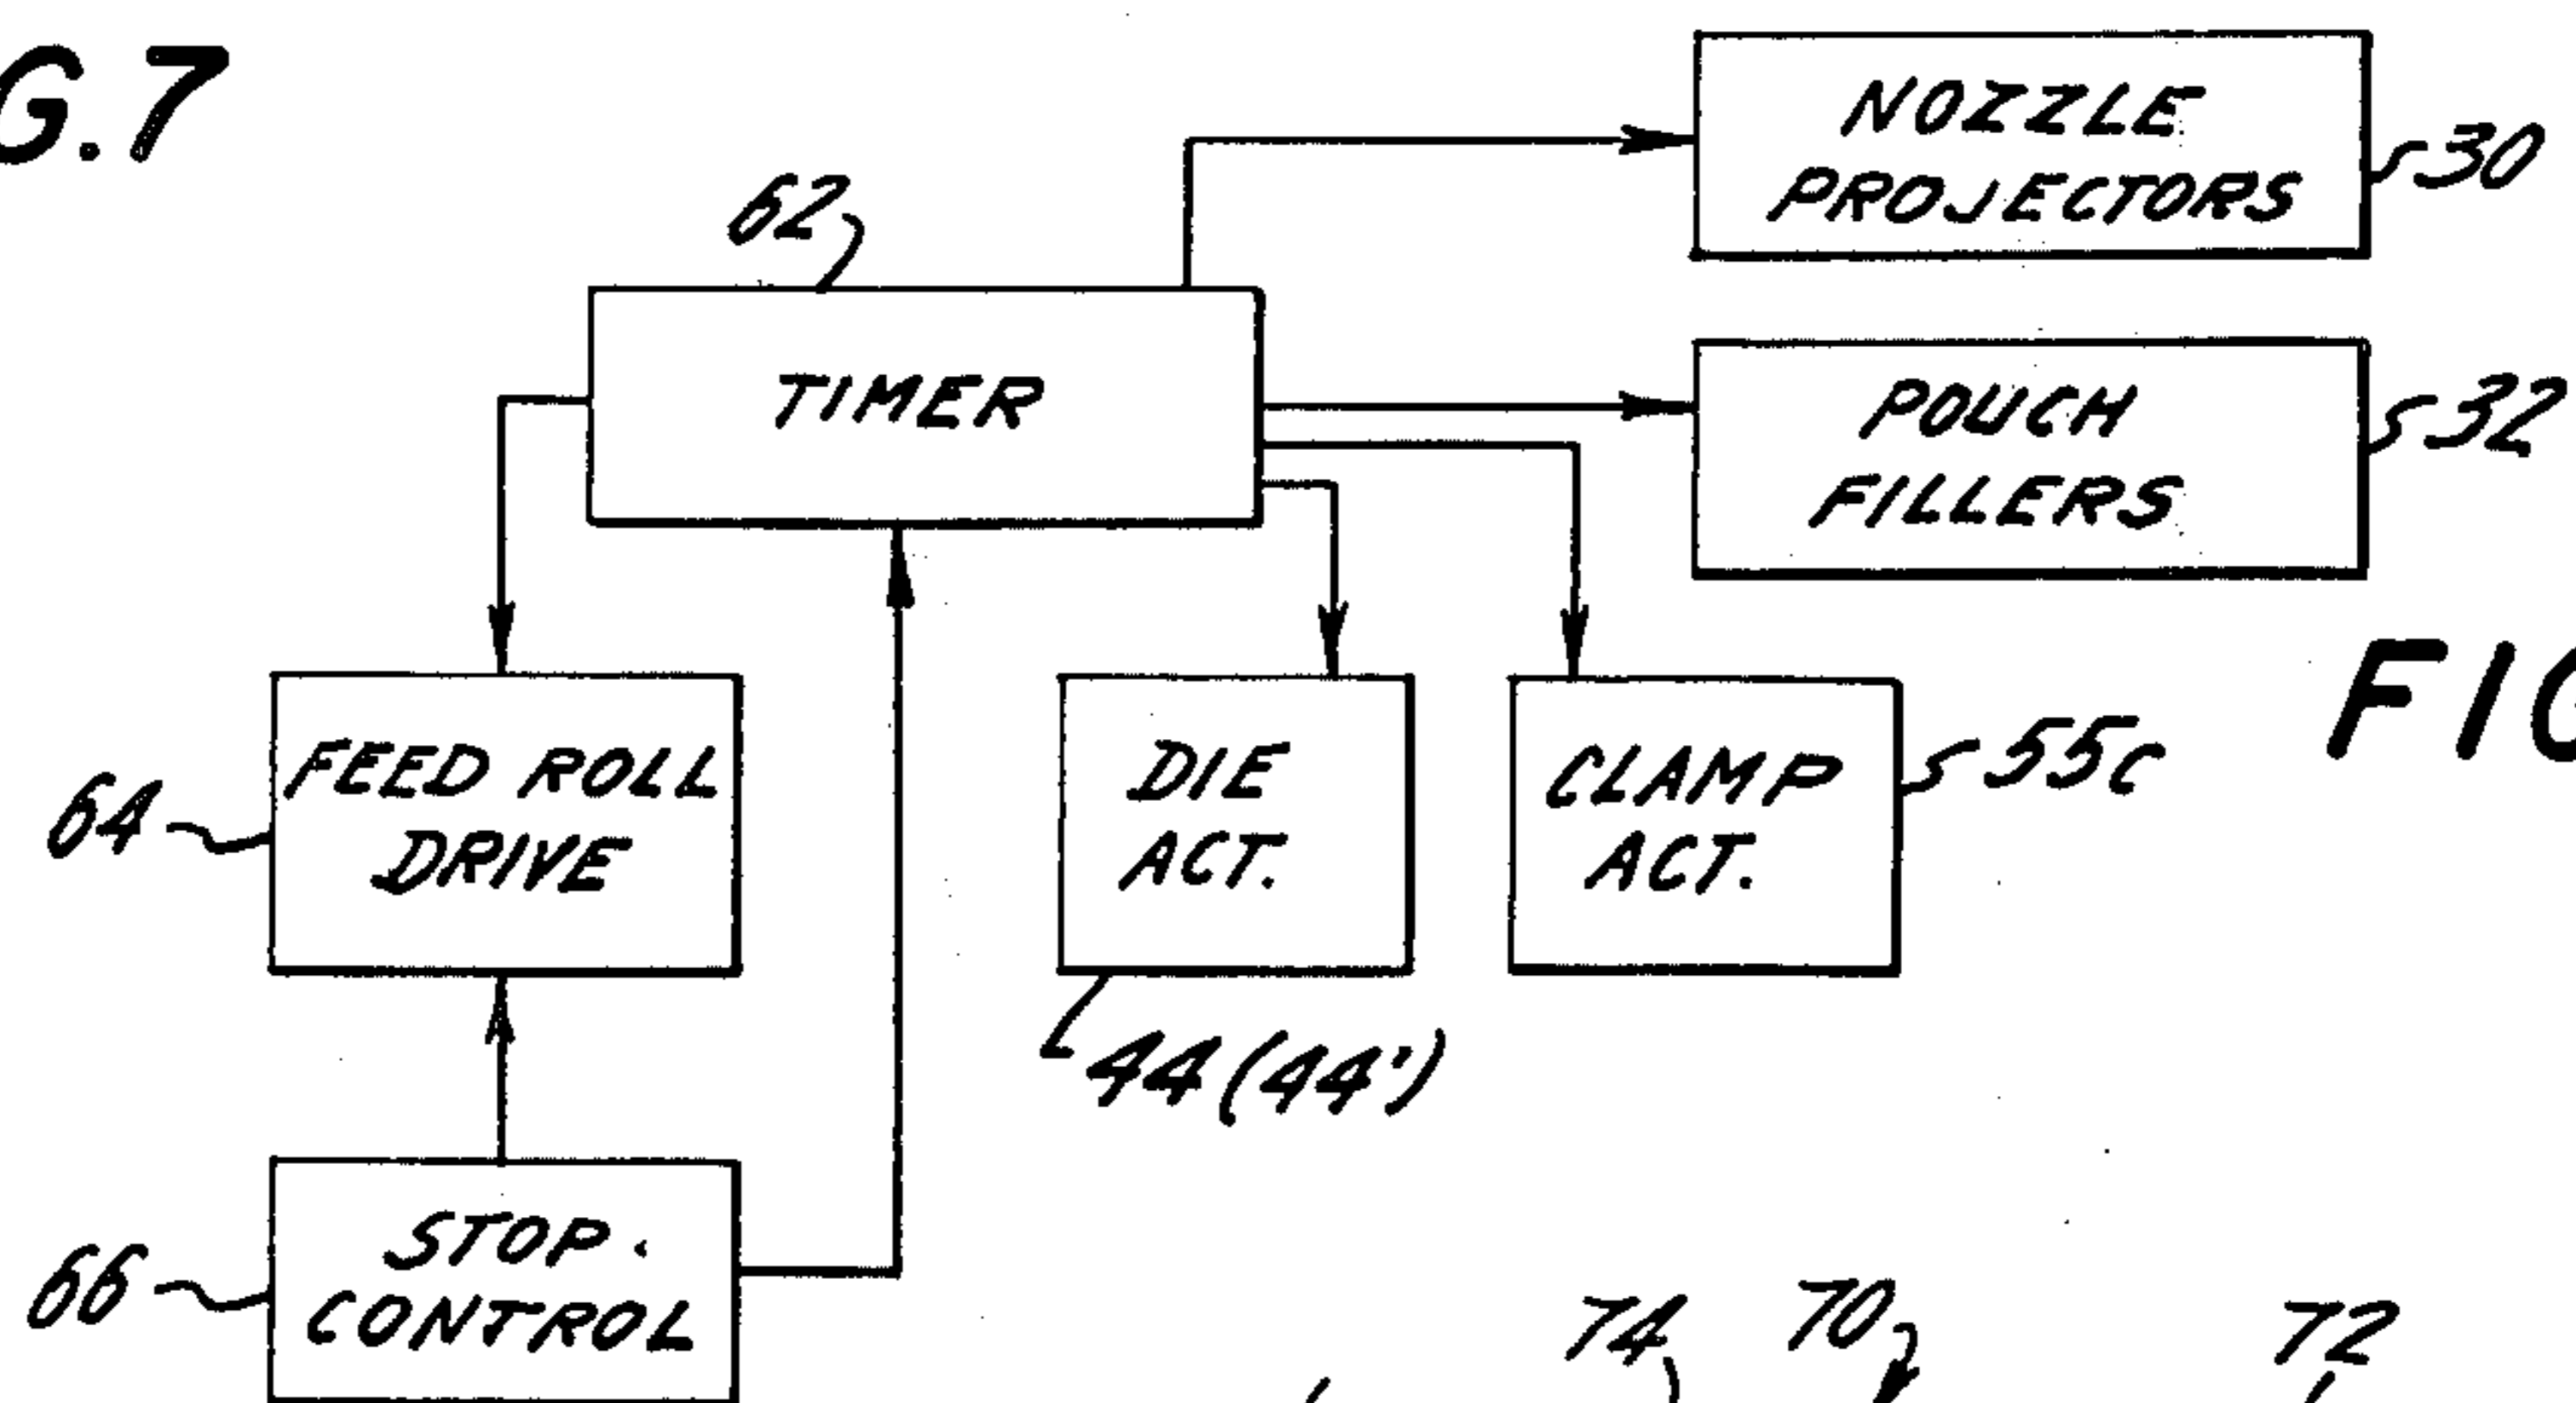 G.7
62
NOZZLE
PROJECTORS
30
TIMER
POUCH
FILLERS
32
FIG
64
FEED ROLL
DRIVE
DIE
ACT.
CLAMP
ACT.
55c
44(44')
66
STOP
CONTROL
74
70
72